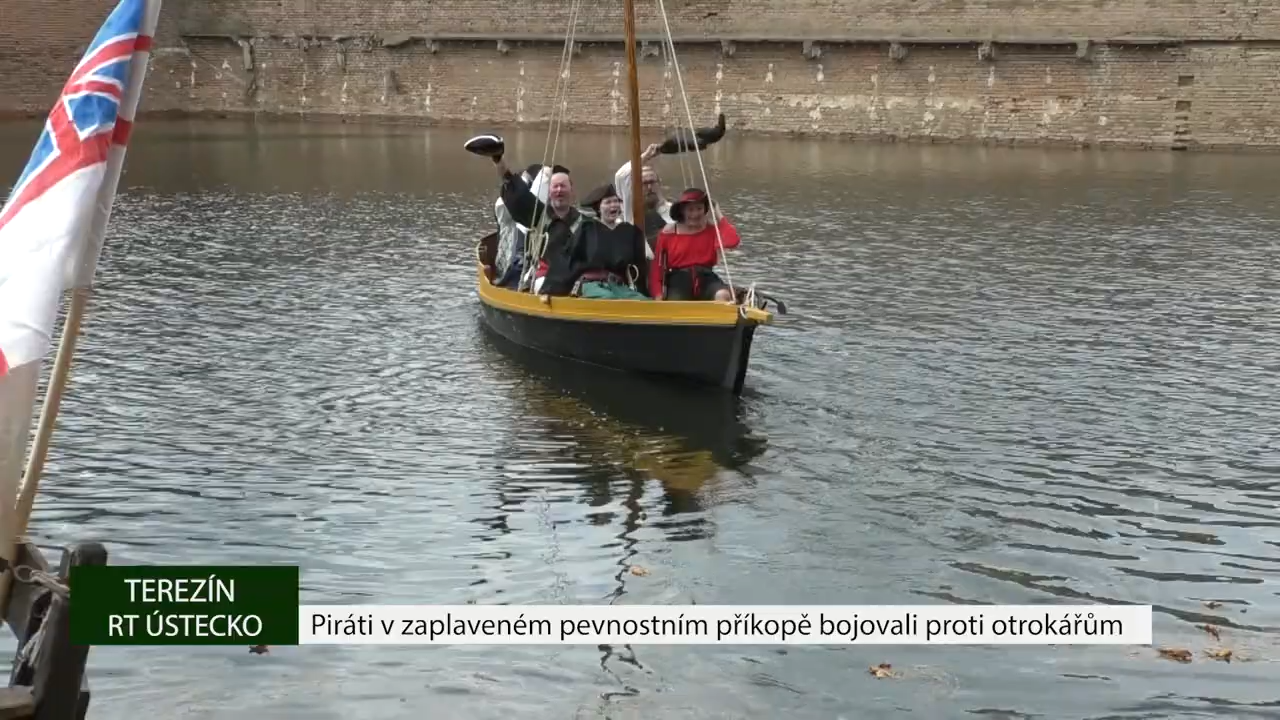 TEREZÍN
RT ÚSTECKO
Piráti v zaplaveném pevnostním příkopě bojovali proti otrokářům